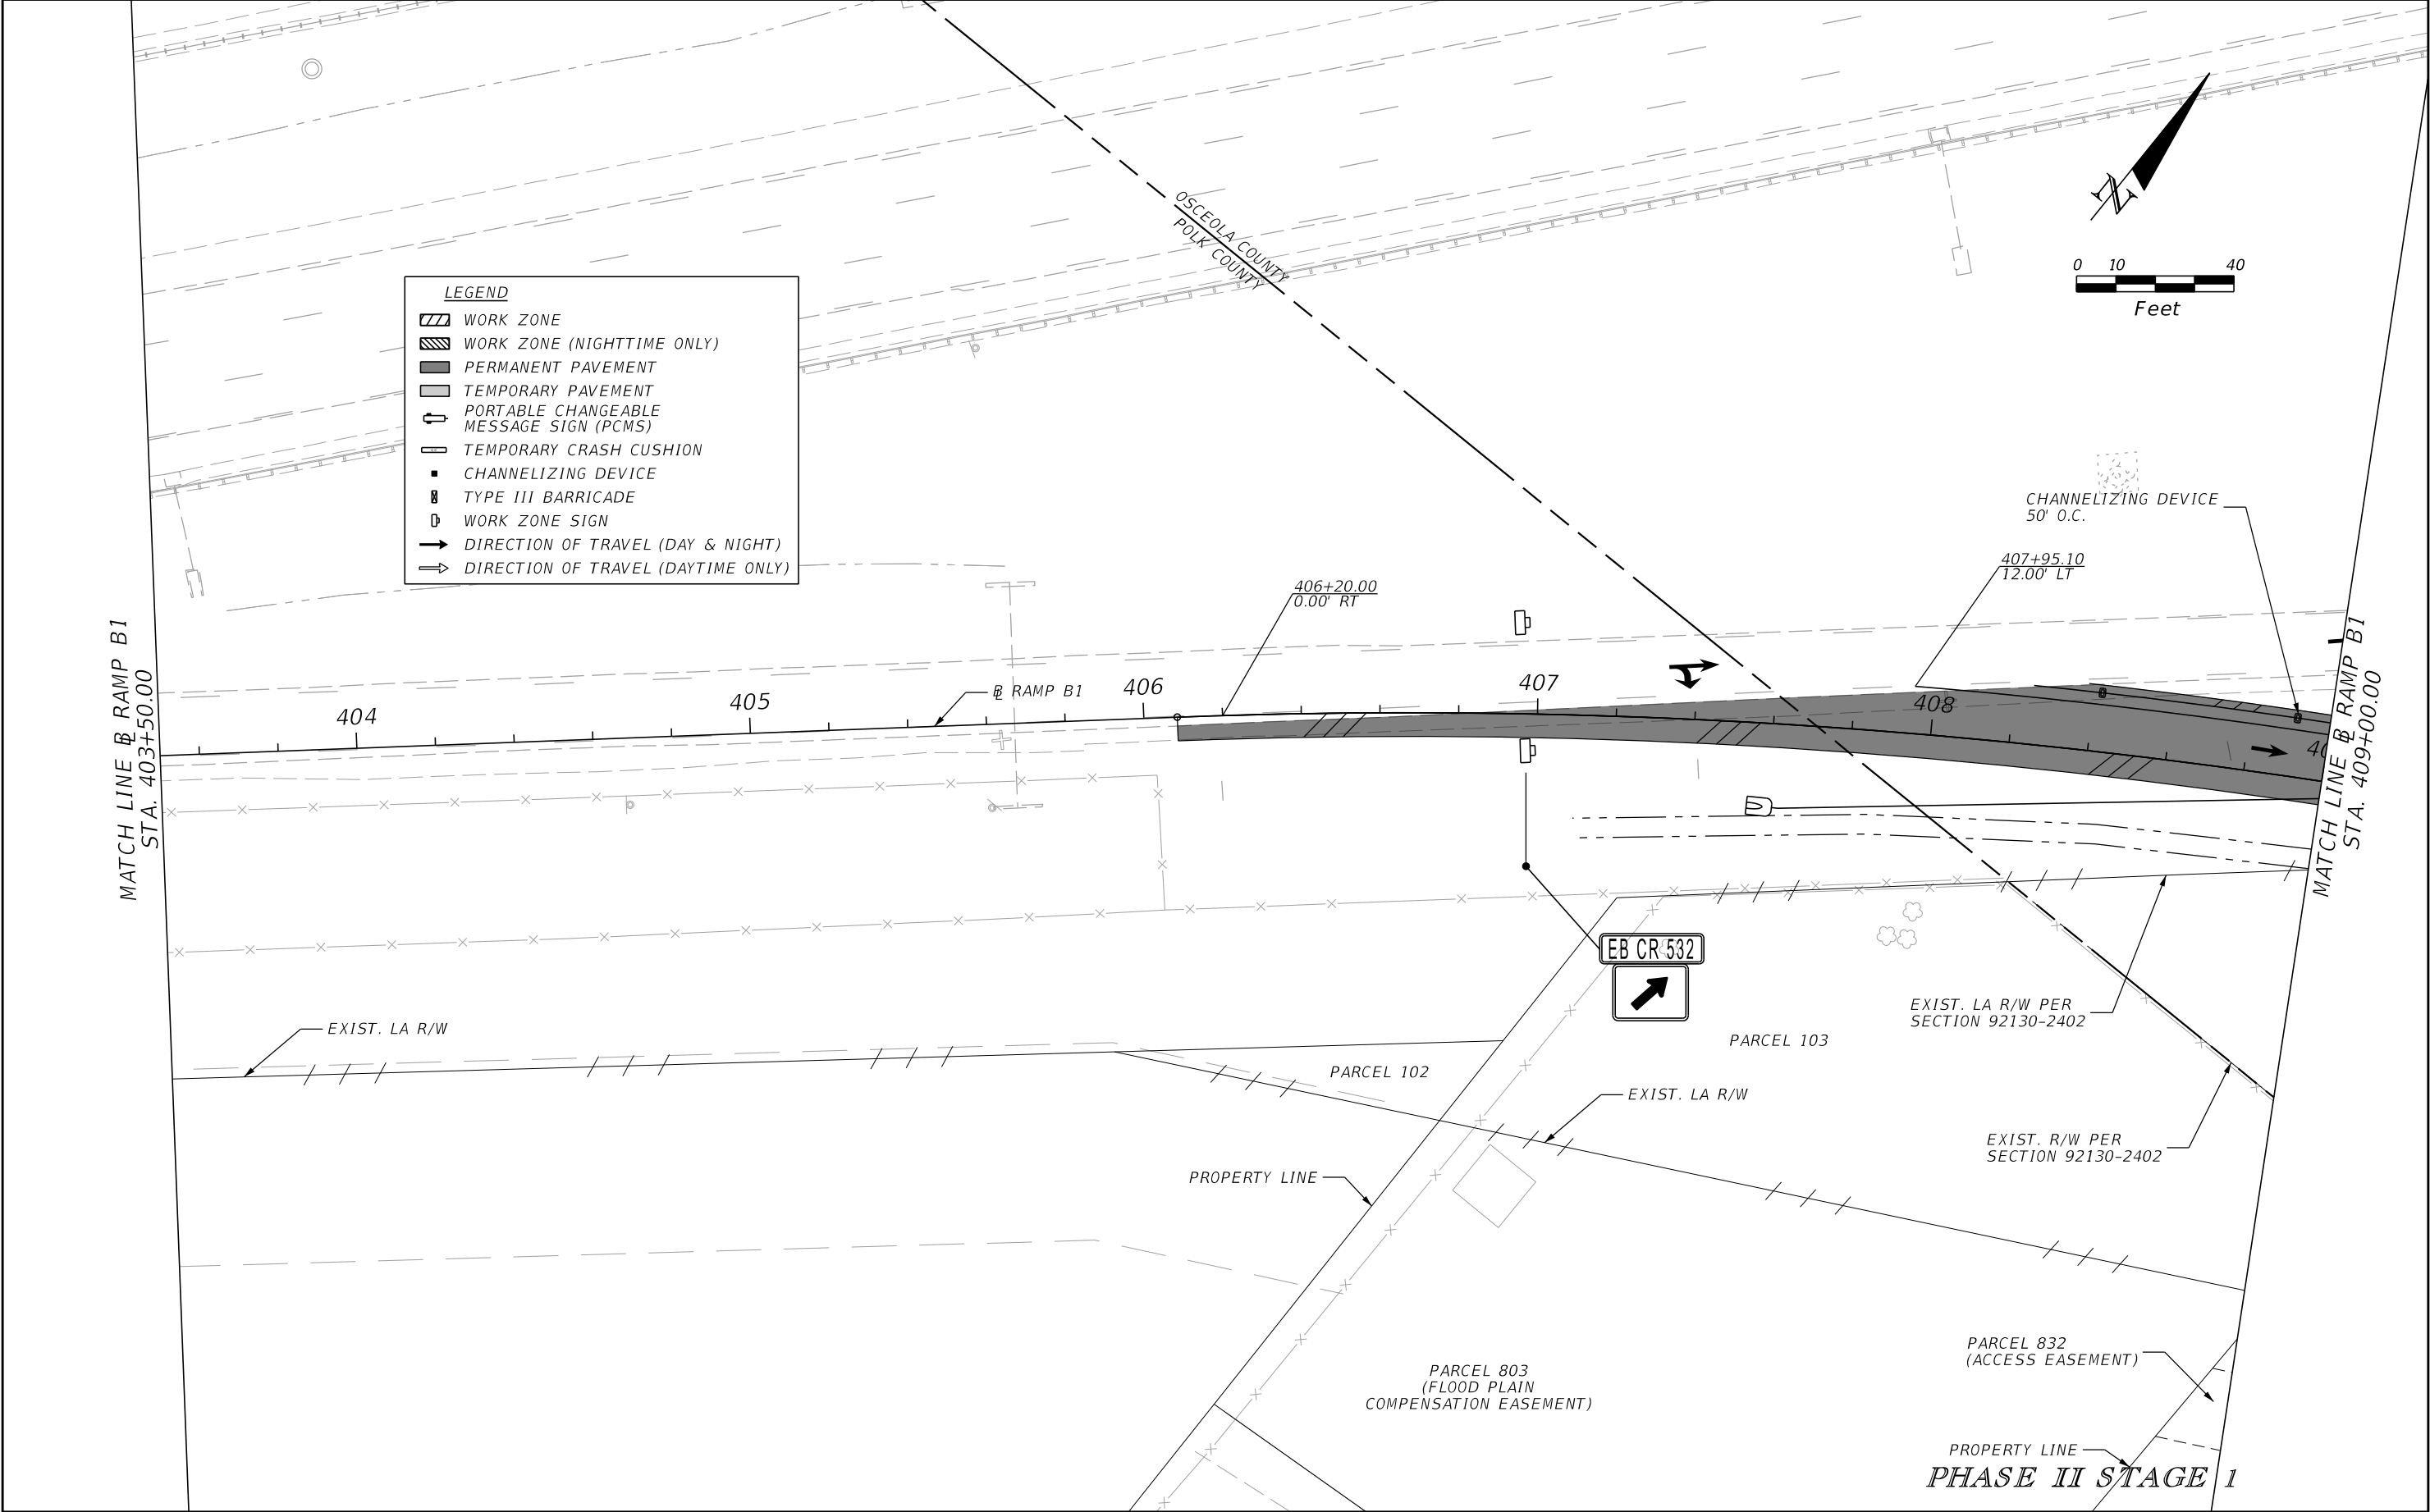 OSCEOLA COUNTY
POLK COUNTY
N
0 10 40
Feet
LEGEND
WORK ZONE
WORK ZONE (NIGHTTIME ONLY)
PERMANENT PAVEMENT
TEMPORARY PAVEMENT
PORTABLE CHANGEABLE
MESSAGE SIGN (PCMS)
TEMPORARY CRASH CUSHION
CHANNELIZING DEVICE
TYPE III BARRICADE
WORK ZONE SIGN
DIRECTION OF TRAVEL (DAY & NIGHT)
DIRECTION OF TRAVEL (DAYTIME ONLY)
CHANNELIZING DEVICE
50' O.C.
407+95.10
12.00' LT
406+20.00
0.00' RT
MATCH LINE ℄ RAMP B1
STA. 403+50.00
404
405
℄ RAMP B1
406
407
408
40
MATCH LINE ℄ RAMP B1
STA. 409+00.00
EB CR 532
EXIST. LA R/W PER
SECTION 92130-2402
EXIST. LA R/W
PARCEL 103
PARCEL 102
EXIST. LA R/W
EXIST. R/W PER
SECTION 92130-2402
PROPERTY LINE
PARCEL 832
(ACCESS EASEMENT)
PARCEL 803
(FLOOD PLAIN
COMPENSATION EASEMENT)
PROPERTY LINE
PHASE II STAGE 1